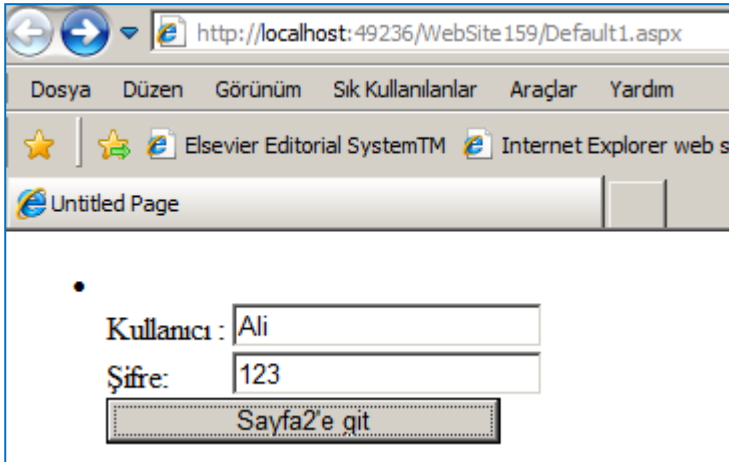 http://localhost:49236/WebSite159/Default1.aspx
Dosya Düzen Görünüm Sık Kullanılanlar Araçlar Yardım
Elsevier Editorial SystemTM Internet Explorer web s
Untitled Page
Kullanıcı : Ali
Şifre: 123
Sayfa2'e git